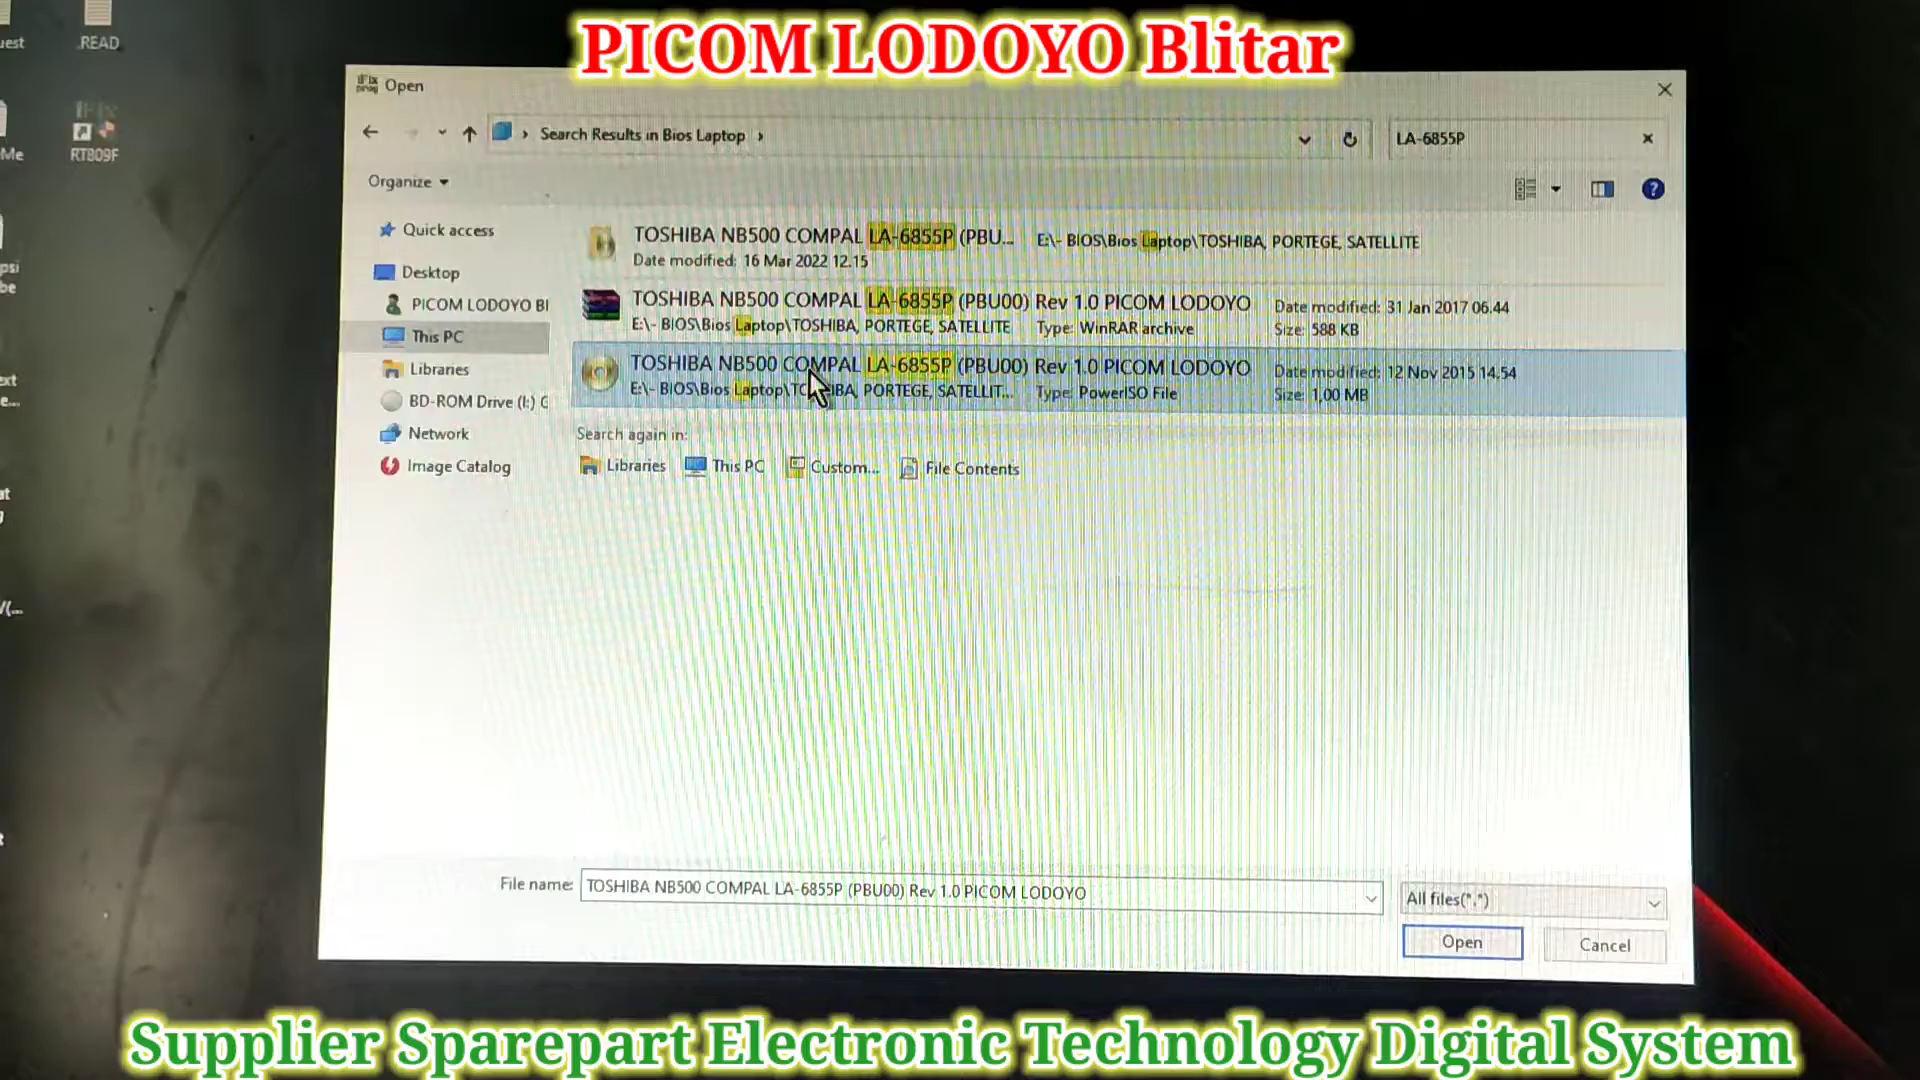 PICOM LODOYO Blitar
READ
Open
Search Results in Bios Laptop
LA-6855P
RT809F
Me
Organize
Quick access
TOSHIBA NB500 COMPAL LA-6855P (PBU...
E:\- BIOS\Bios Laptop\TOSHIBA, PORTEGE, SATELLITE
Date modified: 16 Mar 2022 12.15
Desktop
PICOM LODOYO BI
TOSHIBA NB500 COMPAL LA-6855P (PBU00) Rev 1.0 PICOM LODOYO
Date modified: 31 Jan 2017 06.44
E:\- BIOS\Bios Laptop\TOSHIBA, PORTEGE, SATELLITE
Type: WinRAR archive
Size: 588 KB
This PC
Libraries
TOSHIBA NB500 COMPAL LA-6855P (PBU00) Rev 1.0 PICOM LODOYO
Date modified: 12 Nov 2015 14.54
Type: PowerISO File
Size: 1,00 MB
BD-ROM Drive (I:) C
Network
Search again in:
Image Catalog
Libraries
This PC
Custom...
File Contents
File name:
TOSHIBA NB500 COMPAL LA-6855P (PBU00) Rev 1.0 PICOM LODOYO
All files(*.*)
Open
Cancel
Supplier Sparepart Electronic Technology Digital System